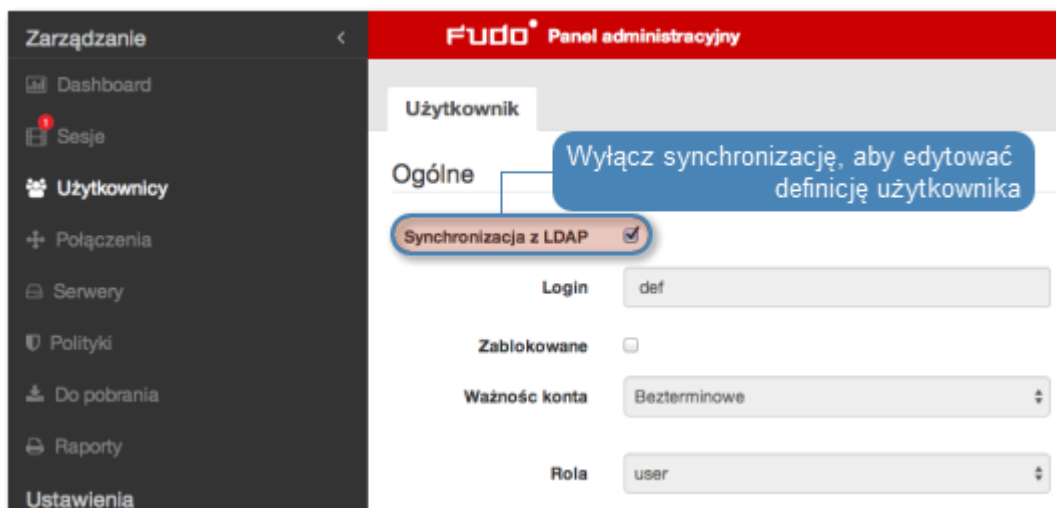 Zarządzanie
Fudo Panel administracyjny
Dashboard
Użytkownik
1
Sesje
Wyłącz synchronizację, aby edytować
definicję użytkownika
Ogólne
Użytkownicy
Synchronizacja z LDAP
Połączenia
Login def
Serwery
Polityki
Zablokowane
Do pobrania
Ważnośc konta Bezterminowe
Raporty
Rola user
Ustawienia